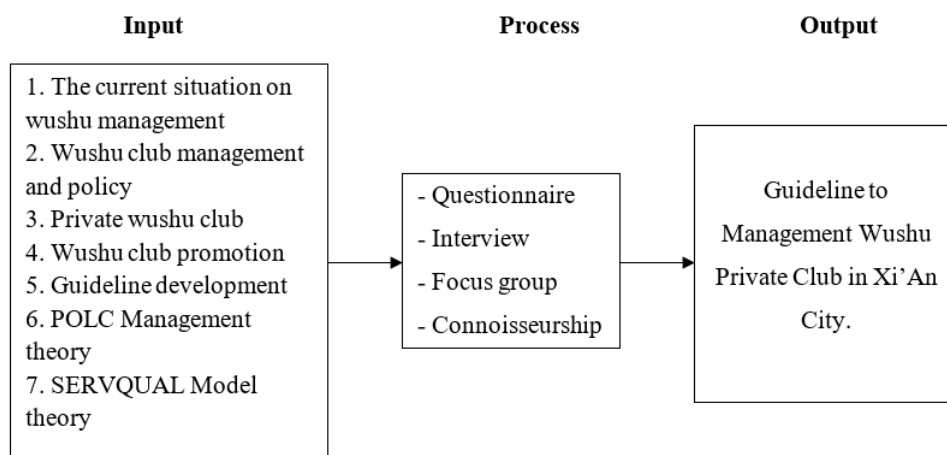 Input
Process
Output
1. The current situation on
wushu management
2. Wushu club management
and policy
3. Private wushu club
4. Wushu club promotion
5. Guideline development
6. POLC Management
theory
7. SERVQUAL Model
theory
- Questionnaire
- Interview
- Focus group
- Connoisseurship
Guideline to
Management Wushu
Private Club in Xi’An
City.